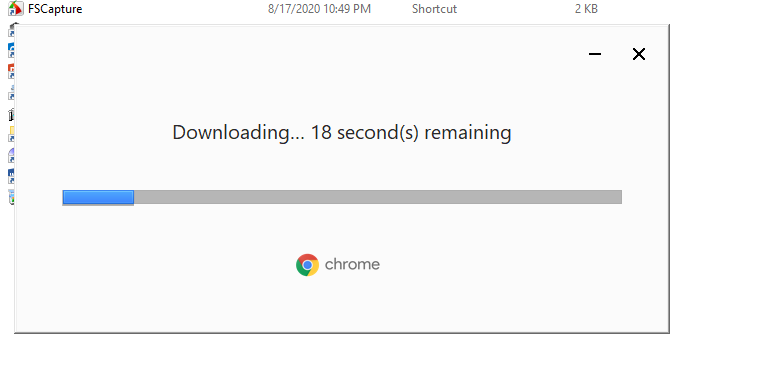 FSCapture 8/17/2020 10:49 PM Shortcut 2 KB
Downloading... 18 second(s) remaining
chrome